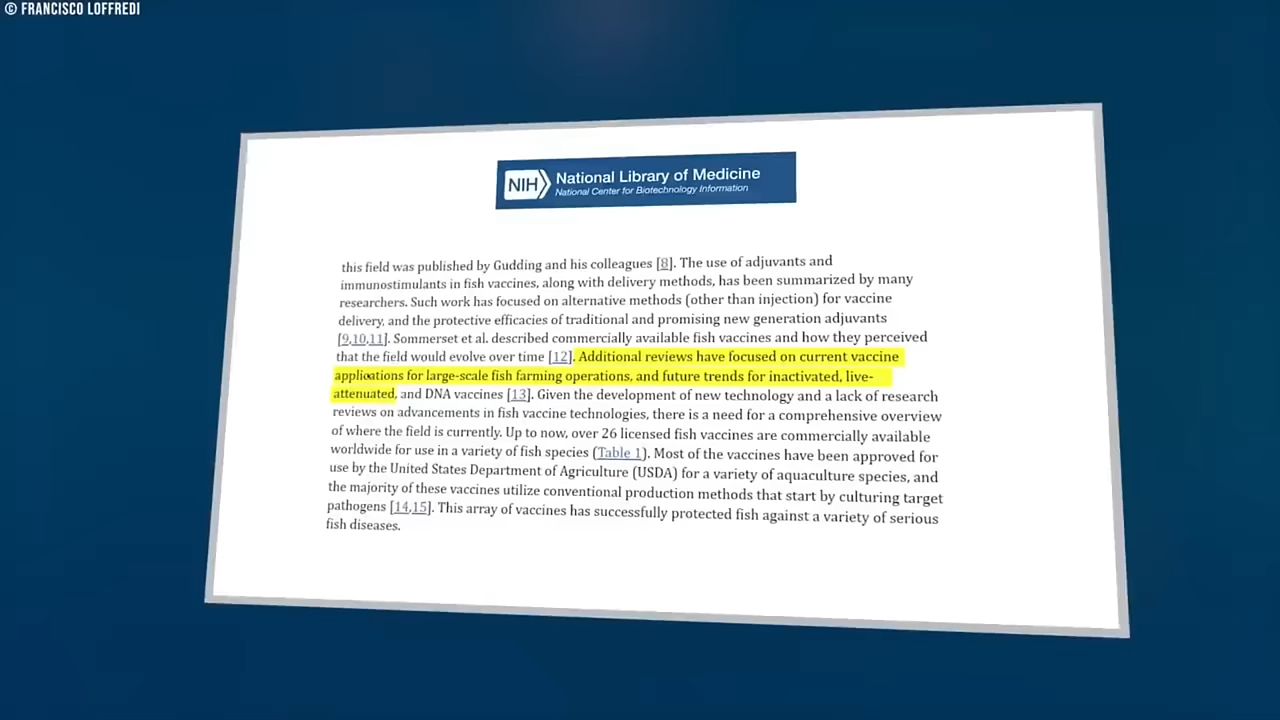 © FRANCISCO LOFFREDI
NIH National Library of Medicine
National Center for Biotechnology Information
this field was published by Gudding and his colleagues [8]. The use of adjuvants and
immunostimulants in fish vaccines, along with delivery methods, has been summarized by many
researchers. Such work has focused on alternative methods (other than injection) for vaccine
delivery, and the protective efficacies of traditional and promising new generation adjuvants
[9,10,11]. Sommerset et al. described commercially available fish vaccines and how they perceived
that the field would evolve over time [12]. Additional reviews have focused on current vaccine
applications for large-scale fish farming operations, and future trends for inactivated, live-
attenuated, and DNA vaccines [13]. Given the development of new technology and a lack of research
reviews on advancements in fish vaccine technologies, there is a need for a comprehensive overview
of where the field is currently. Up to now, over 26 licensed fish vaccines are commercially available
worldwide for use in a variety of fish species (Table 1). Most of the vaccines have been approved for
use by the United States Department of Agriculture (USDA) for a variety of aquaculture species, and
the majority of these vaccines utilize conventional production methods that start by culturing target
pathogens [14,15]. This array of vaccines has successfully protected fish against a variety of serious
fish diseases.